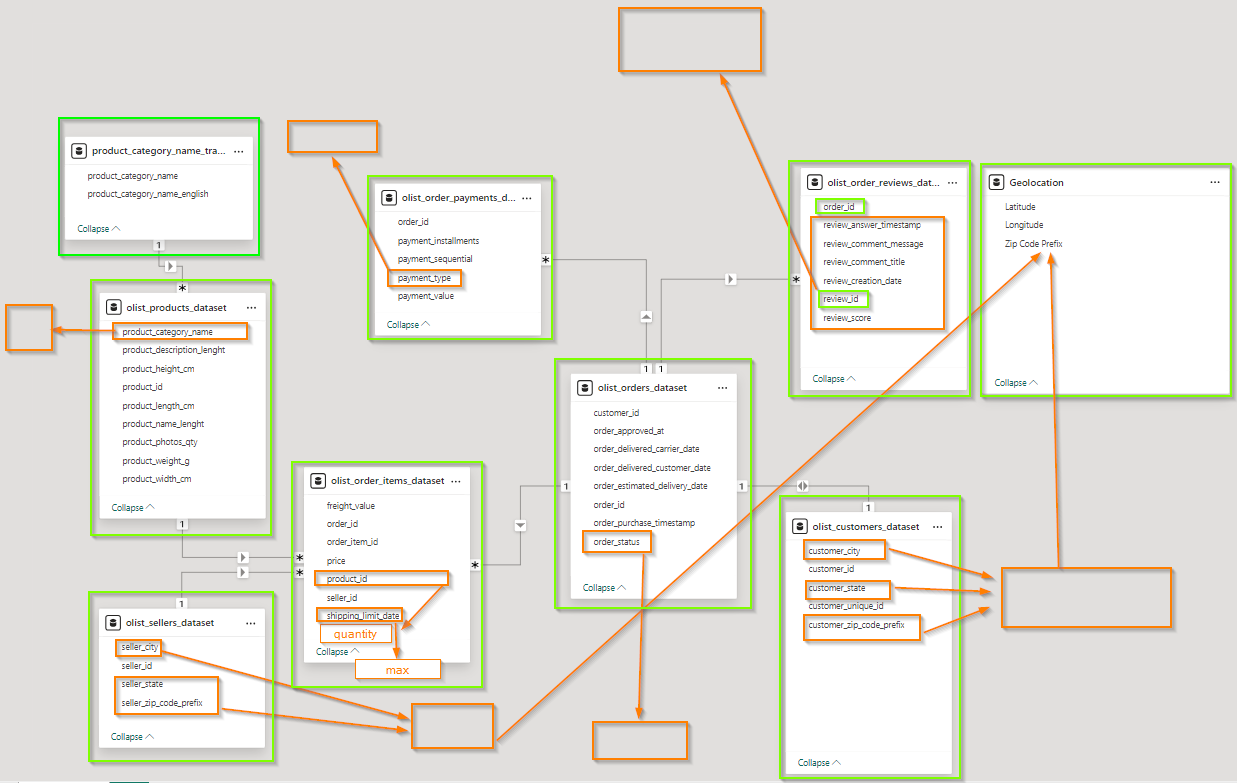 product_category_name_tra... ...
product_category_name
product_category_name_english
Collapse
1
*
olist_order_payments_d... ...
order_id
payment_installments
payment_sequential
payment_type
payment_value
Collapse
*
olist_order_reviews_dat... ...
order_id
review_answer_timestamp
review_comment_message
review_comment_title
review_creation_date
review_id
review_score
Collapse
*
Geolocation ...
Latitude
Longitude
Zip Code Prefix
Collapse
olist_products_dataset ...
product_category_name
product_description_lenght
product_height_cm
product_id
product_length_cm
product_name_lenght
product_photos_qty
product_weight_g
product_width_cm
Collapse
1
1 1
olist_orders_dataset ...
customer_id
order_approved_at
order_delivered_carrier_date
order_delivered_customer_date
order_estimated_delivery_date
order_id
order_purchase_timestamp
order_status
Collapse
1
1
olist_order_items_dataset ...
freight_value
order_id
order_item_id
price
product_id
seller_id
shipping_limit_date
quantity
Collapse
max
*
*
*
1
olist_customers_dataset ...
customer_city
customer_id
customer_state
customer_unique_id
customer_zip_code_prefix
Collapse
1
olist_sellers_dataset ...
seller_city
seller_id
seller_state
seller_zip_code_prefix
Collapse